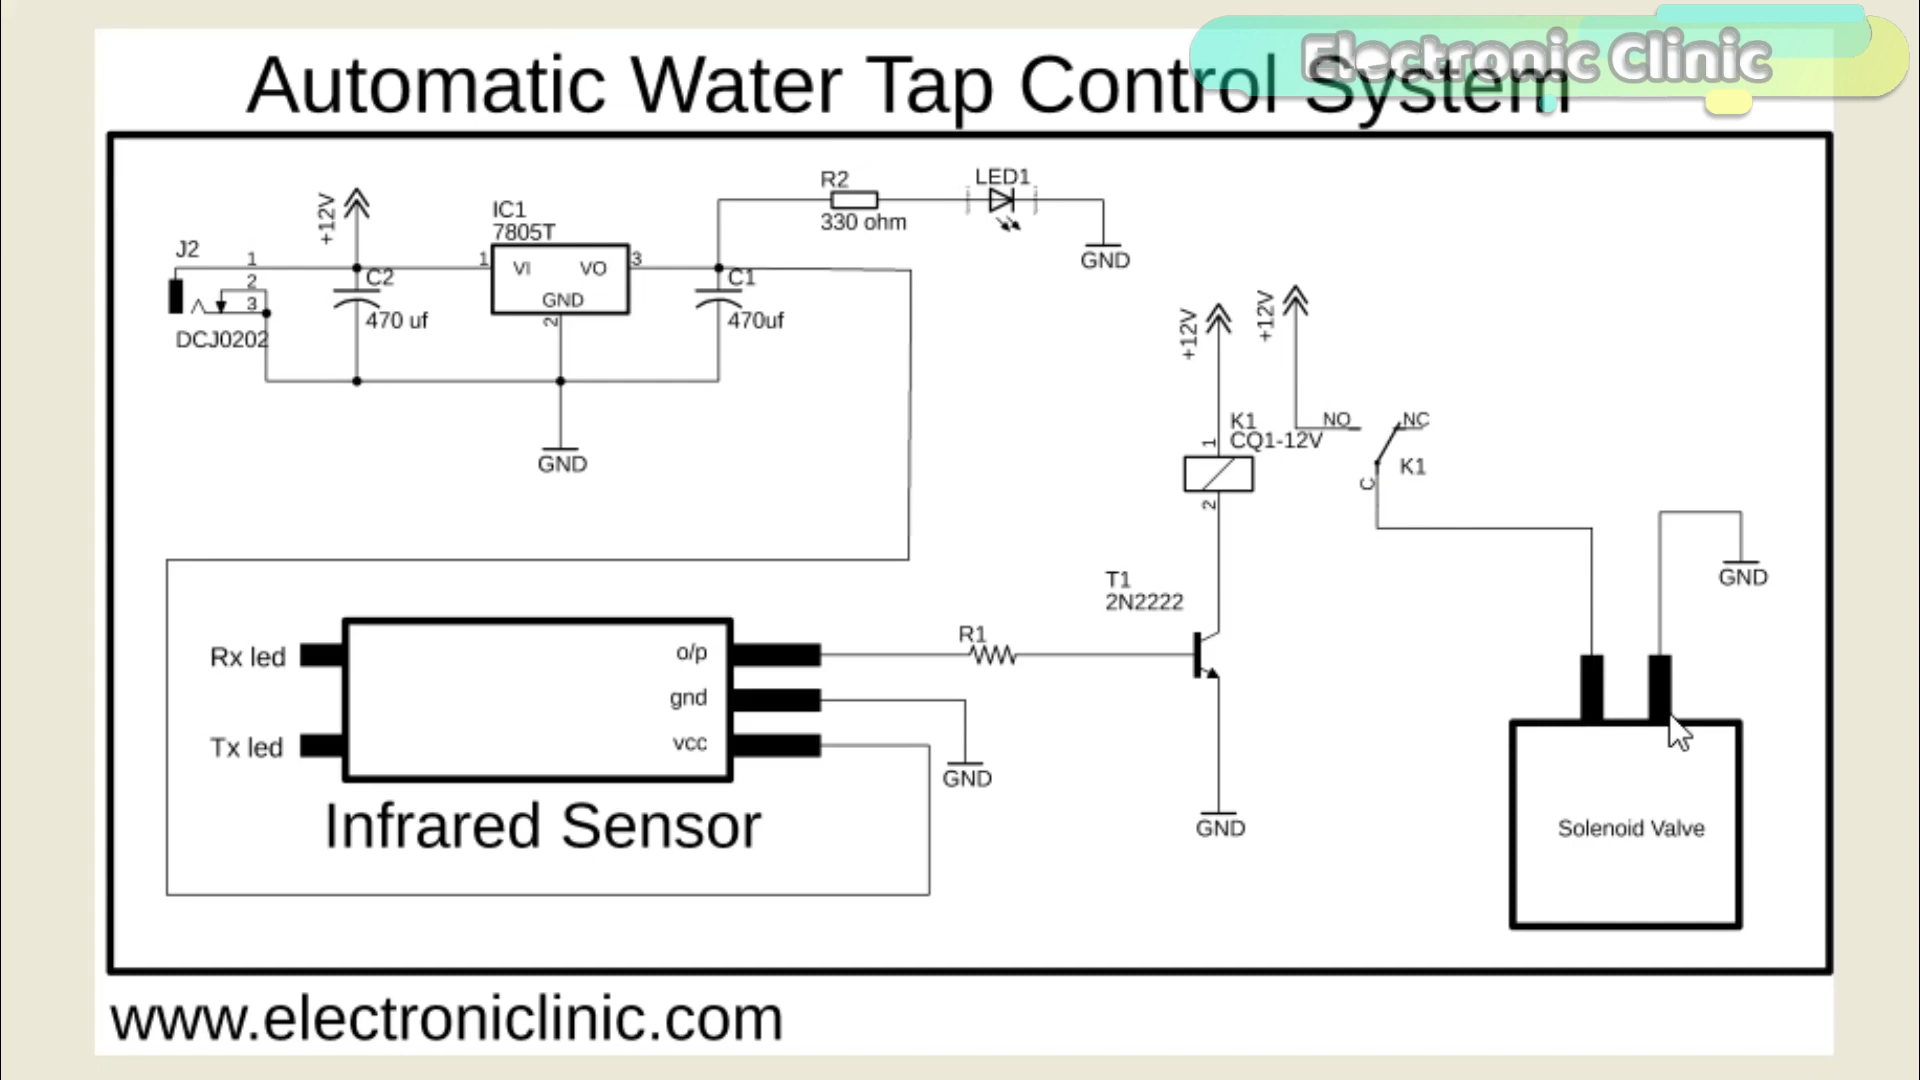 Electronic Clinic
Automatic Water Tap Control System
J2
1
2
3
DCJ0202
+12V
C2
470 uf
IC1
7805T
1
VI
VO
3
GND
2
GND
C1
470uf
R2
330 ohm
LED1
GND
+12V
+12V
K1
CQ1-12V
1
2
NO
NC
K1
C
GND
T1
2N2222
R1
GND
Rx led
Tx led
o/p
gnd
vcc
GND
Infrared Sensor
Solenoid Valve
www.electroniclinic.com